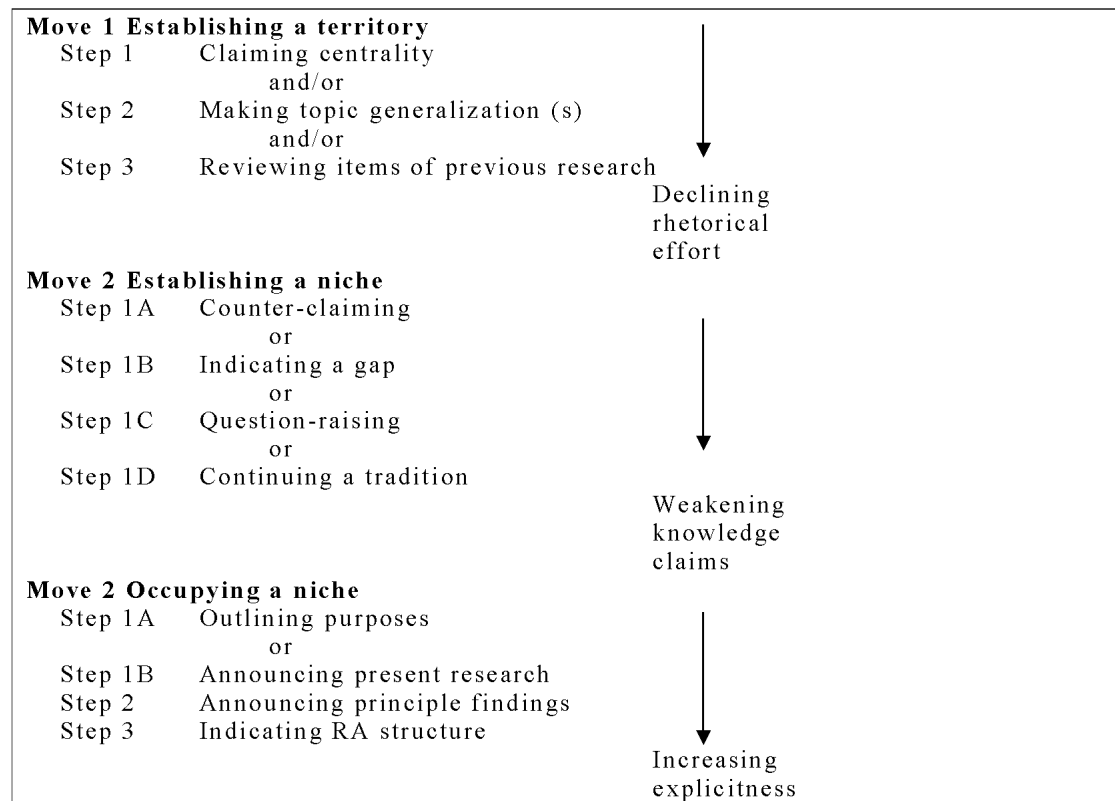 Move 1 Establishing a territory
Step 1 Claiming centrality
and/or
Step 2 Making topic generalization (s)
and/or
Step 3 Reviewing items of previous research
Declining
rhetorical
effort
Move 2 Establishing a niche
Step 1A Counter-claiming
or
Step 1B Indicating a gap
or
Step 1C Question-raising
or
Step 1D Continuing a tradition
Weakening
knowledge
claims
Move 2 Occupying a niche
Step 1A Outlining purposes
or
Step 1B Announcing present research
Step 2 Announcing principle findings
Step 3 Indicating RA structure
Increasing
explicitness